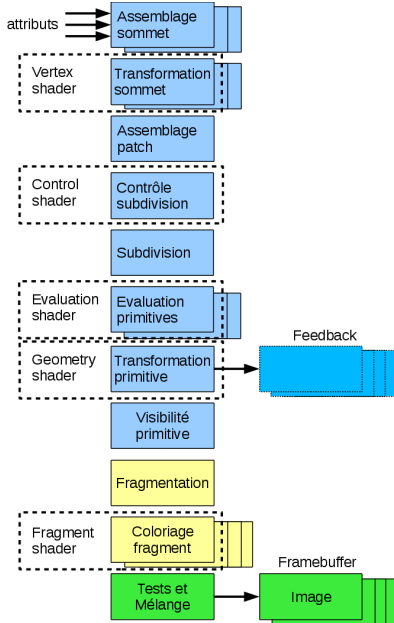 attributs
Assemblage
sommet
Vertex
shader
Transformation
sommet
Assemblage
patch
Control
shader
Contrôle
subdivision
Subdivision
Evaluation
shader
Evaluation
primitives
Geometry
shader
Transformation
primitive
Feedback
Visibilité
primitive
Fragmentation
Fragment
shader
Coloriage
fragment
Tests et
Mélange
Framebuffer
Image